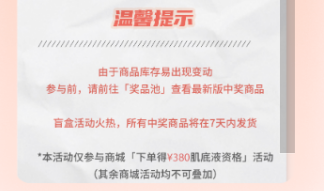 温馨提示
由于商品库存易出现变动
参与前，请前往「奖品池」查看最新版中奖商品
盲盒活动火热，所有中奖商品将在7天内发货
*本活动仅参与商城「下单得¥380肌底液资格」活动
（其余商城活动均不可叠加）